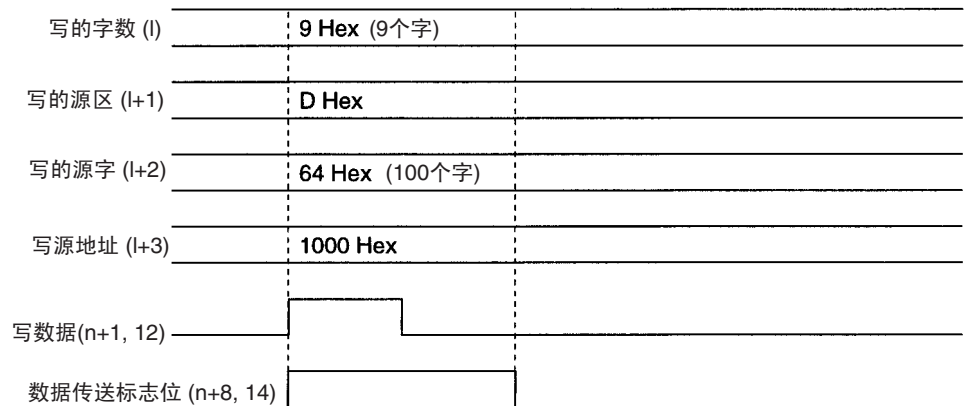 写的字数 (l) 9 Hex (9个字)
写的源区 (l+1) D Hex
写的源字 (l+2) 64 Hex (100个字)
写源地址 (l+3) 1000 Hex
写数据(n+1, 12)
数据传送标志位 (n+8, 14)